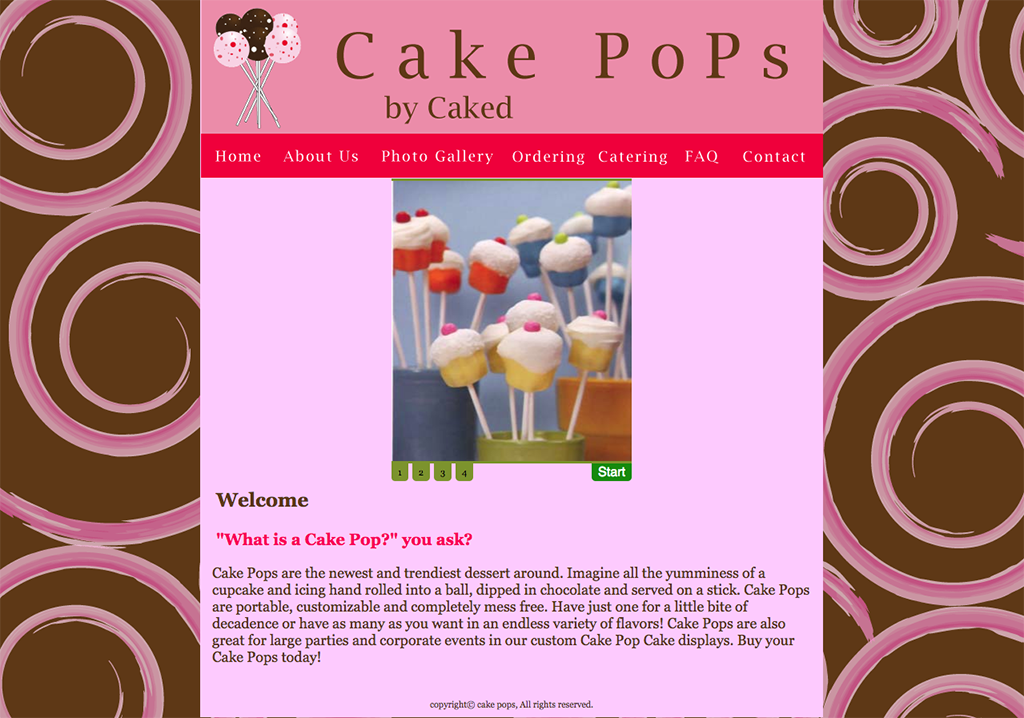 Cake PoPs
by Caked
Home About Us Photo Gallery Ordering Catering FAQ Contact
1 2 3 4 Start
Welcome
"What is a Cake Pop?" you ask?
Cake Pops are the newest and trendiest dessert around. Imagine all the yumminess of a
cupcake and icing hand rolled into a ball, dipped in chocolate and served on a stick. Cake Pops
are portable, customizable and completely mess free. Have just one for a little bite of
decadence or have as many as you want in an endless variety of flavors! Cake Pops are also
great for large parties and corporate events in our custom Cake Pop Cake displays. Buy your
Cake Pops today!
copyright© cake pops, All rights reserved.